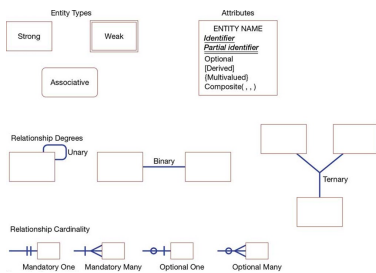 Entity Types
Attributes
Strong
Weak
Associative
ENTITY NAME
Identifier
Partial identifier
Optional
[Derived]
{Multivalued}
Composite( , , )
Relationship Degrees
Unary
Binary
Ternary
Relationship Cardinality
Mandatory One
Mandatory Many
Optional One
Optional Many